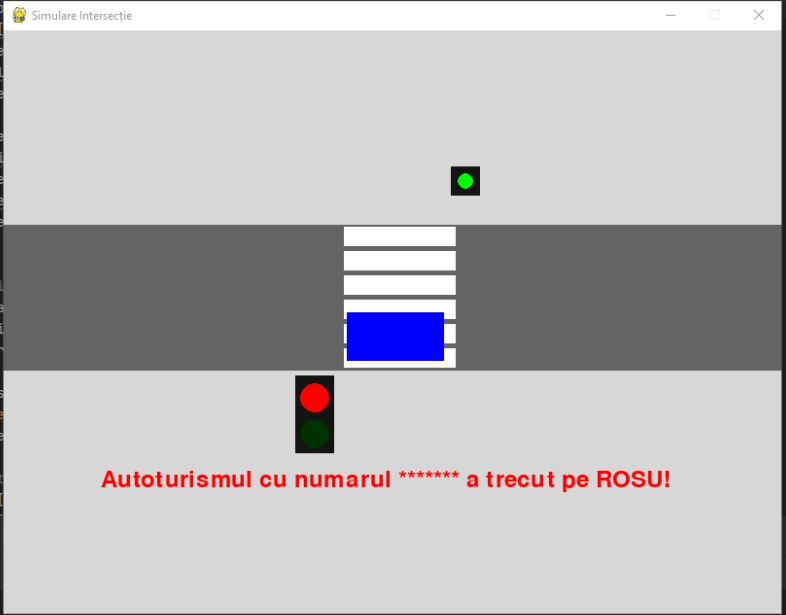 Simulare Intersecție
Autoturismul cu numarul ******* a trecut pe ROSU!